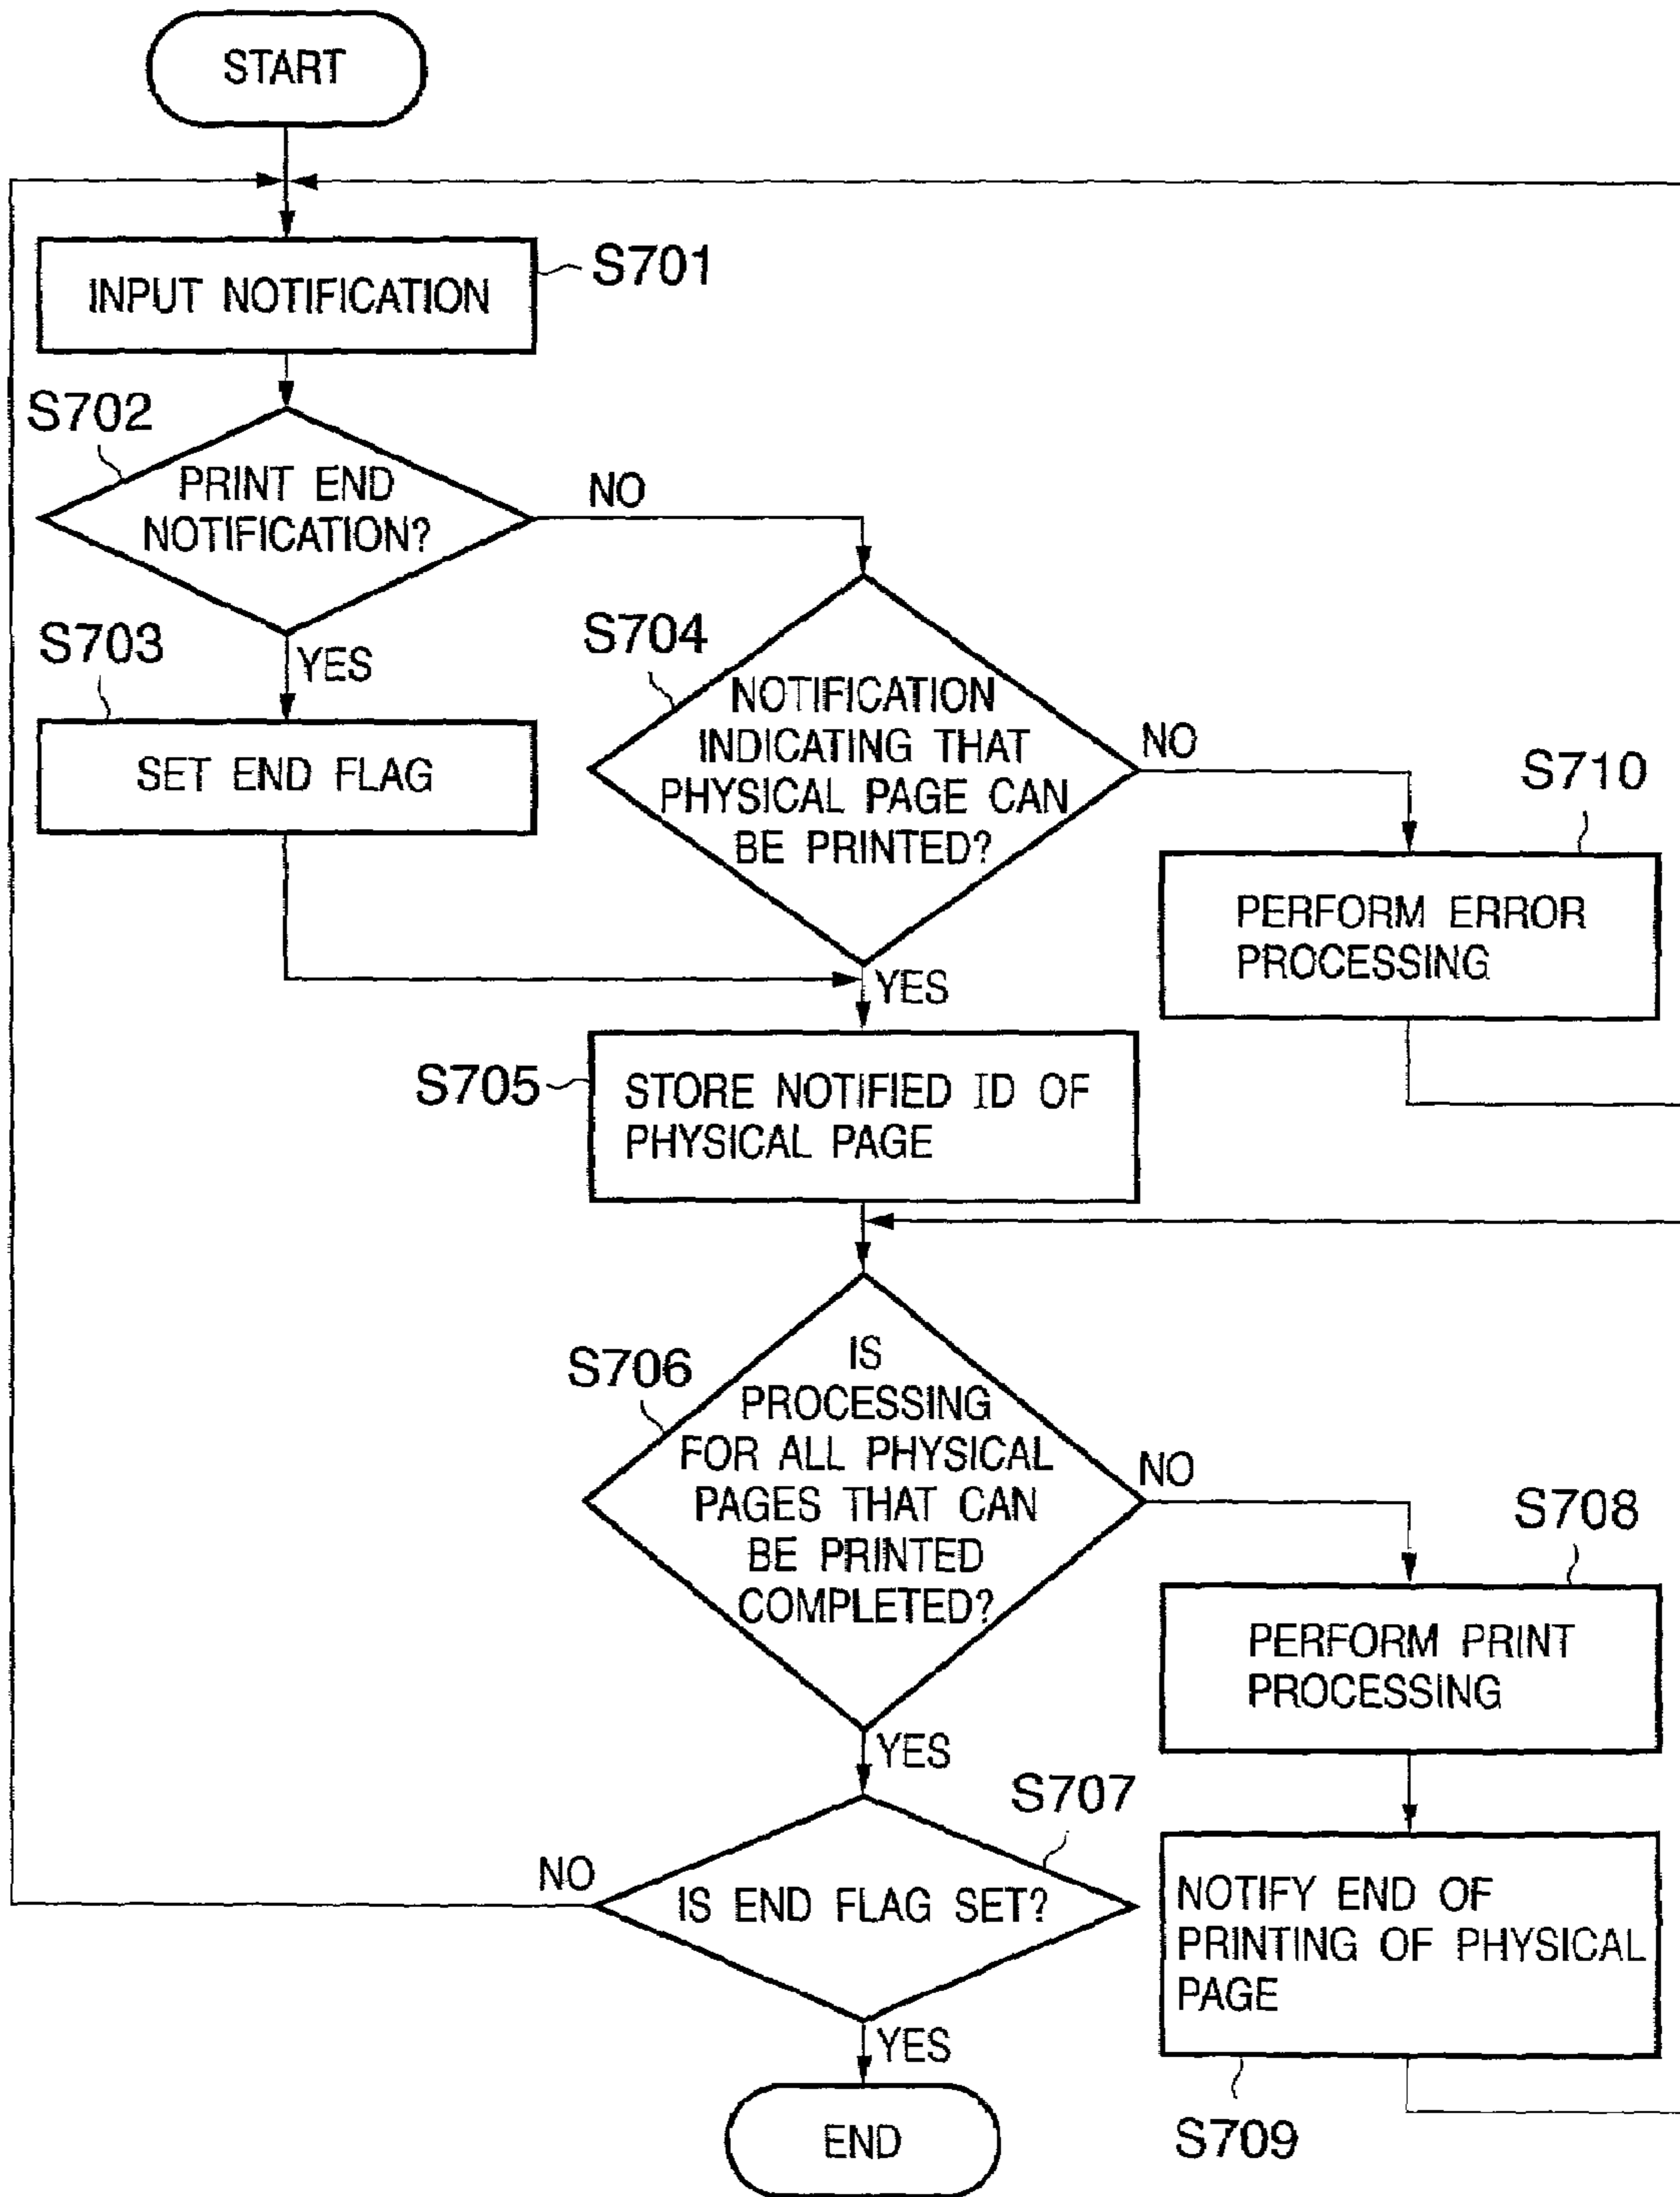 START
INPUT NOTIFICATION
S701
S702
PRINT END
NOTIFICATION?
NO
YES
S703
SET END FLAG
S704
NOTIFICATION
INDICATING THAT
PHYSICAL PAGE CAN
BE PRINTED?
NO
YES
S710
PERFORM ERROR
PROCESSING
S705
STORE NOTIFIED ID OF
PHYSICAL PAGE
S706
IS
PROCESSING
FOR ALL PHYSICAL
PAGES THAT CAN
BE PRINTED
COMPLETED?
NO
YES
S708
PERFORM PRINT
PROCESSING
S707
IS END FLAG SET?
NO
YES
NOTIFY END OF
PRINTING OF PHYSICAL
PAGE
S709
END